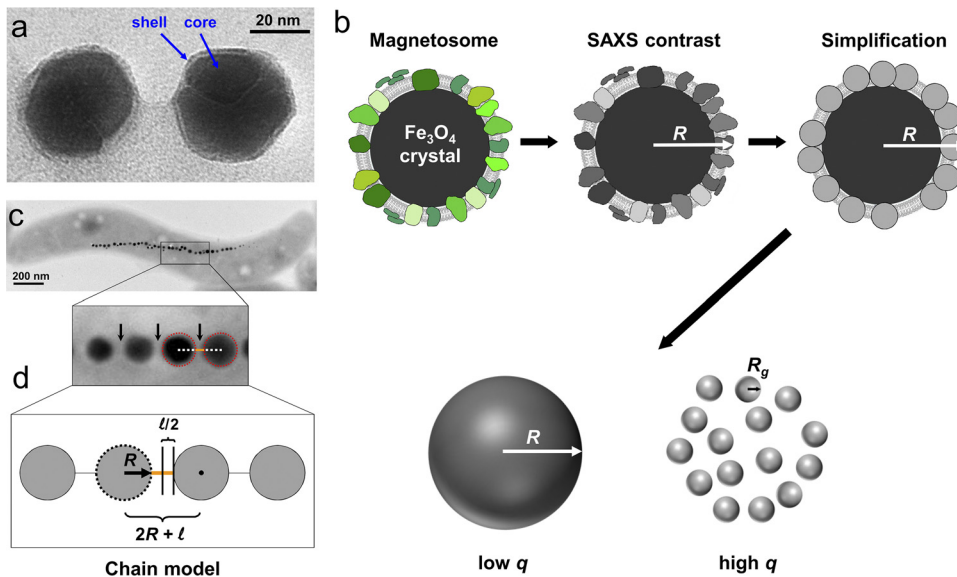 a
shell
core
20 nm
b
Magnetosome
SAXS contrast
Simplification
Fe₃O₄
crystal
R
R
c
200 nm
d
ℓ/2
R
2R + ℓ
Chain model
R
low q
Rg
high q